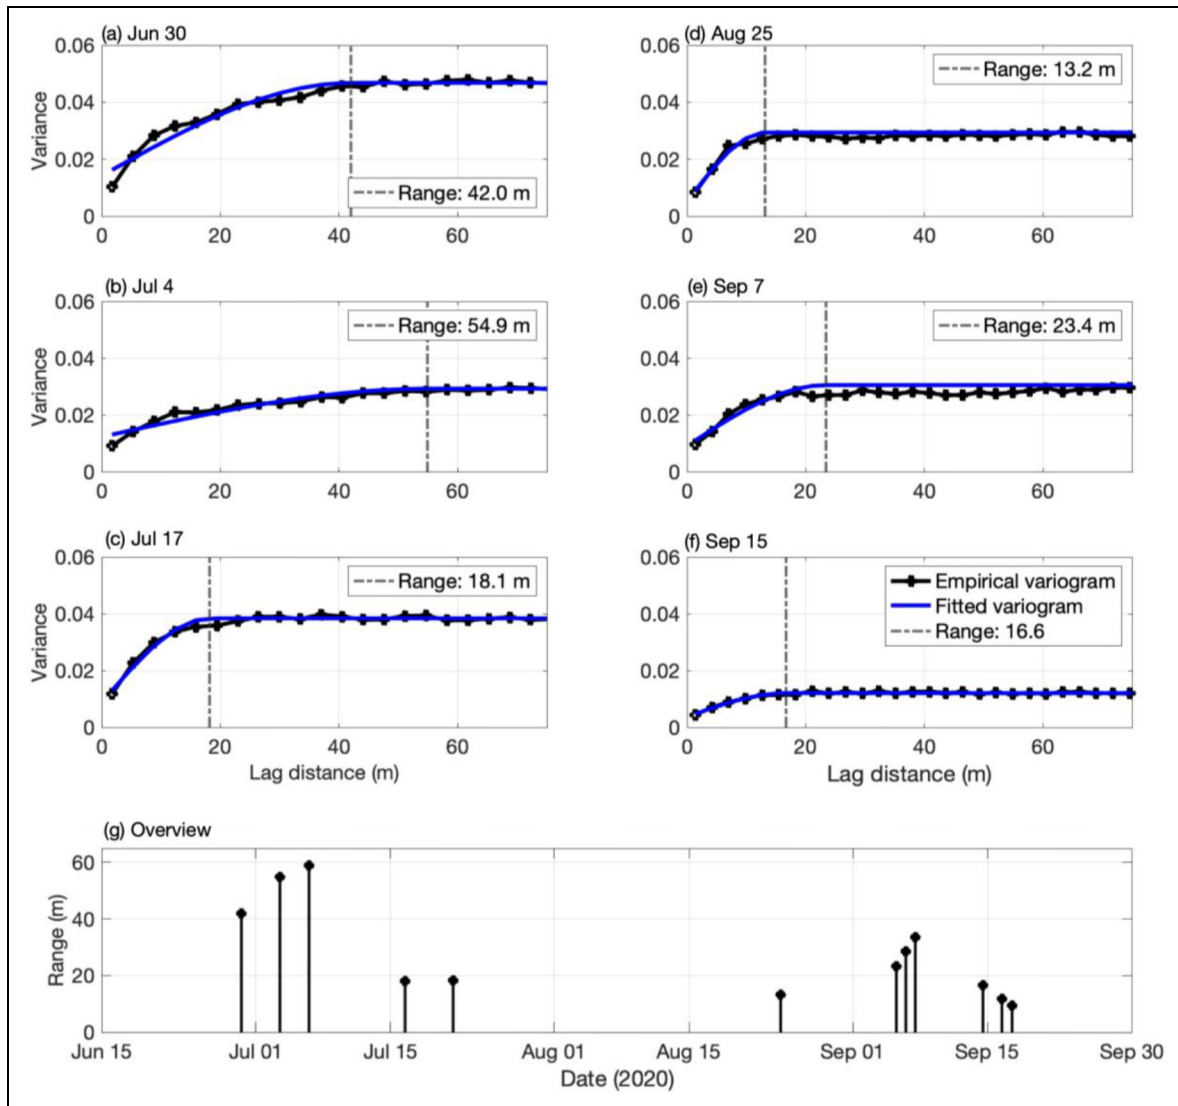 (a) Jun 30
0.06
0.04
0.02
0
Variance
Range: 42.0 m
0 20 40 60
(d) Aug 25
0.06
0.04
0.02
0
Range: 13.2 m
0 20 40 60
(b) Jul 4
0.06
0.04
0.02
0
Variance
Range: 54.9 m
0 20 40 60
(e) Sep 7
0.06
0.04
0.02
0
Range: 23.4 m
0 20 40 60
(c) Jul 17
0.06
0.04
0.02
0
Variance
Range: 18.1 m
0 20 40 60
Lag distance (m)
(f) Sep 15
0.06
0.04
0.02
0
Empirical variogram
Fitted variogram
Range: 16.6
0 20 40 60
Lag distance (m)
(g) Overview
60
40
20
0
Range (m)
Jun 15 Jul 01 Jul 15 Aug 01 Aug 15 Sep 01 Sep 15 Sep 30
Date (2020)